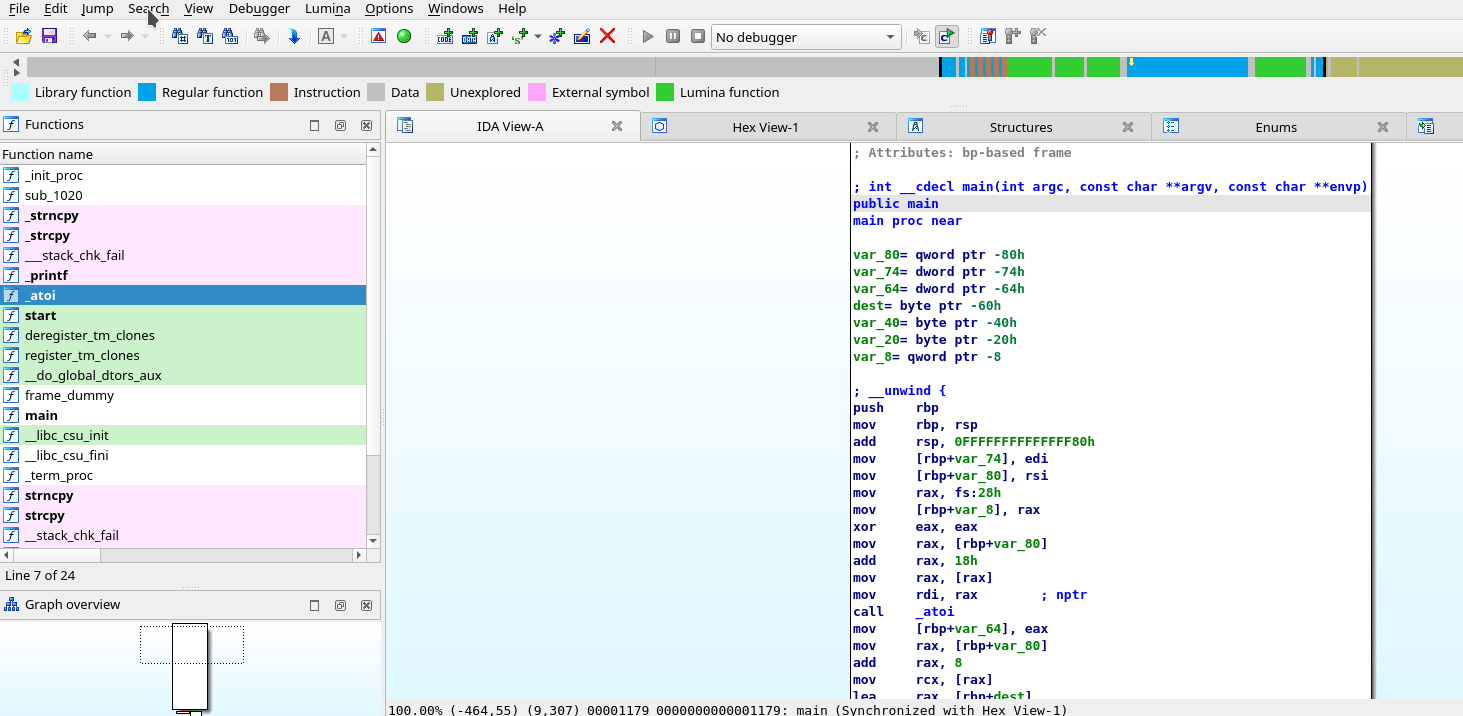 File Edit Jump Search View Debugger Lumina Options Windows Help
No debugger
Library function Regular function Instruction Data Unexplored External symbol Lumina function
Functions
IDA View-A Hex View-1 Structures Enums
Function name
_init_proc
sub_1020
_strncpy
_strcpy
___stack_chk_fail
_printf
_atoi
start
deregister_tm_clones
register_tm_clones
__do_global_dtors_aux
frame_dummy
main
__libc_csu_init
__libc_csu_fini
_term_proc
strncpy
strcpy
__stack_chk_fail
Line 7 of 24
Graph overview
; Attributes: bp-based frame
; int __cdecl main(int argc, const char **argv, const char **envp)
public main
main proc near
var_80= qword ptr -80h
var_74= dword ptr -74h
var_64= dword ptr -64h
dest= byte ptr -60h
var_40= byte ptr -40h
var_20= byte ptr -20h
var_8= qword ptr -8
; __unwind {
push rbp
mov rbp, rsp
add rsp, 0FFFFFFFFFFFFFF80h
mov [rbp+var_74], edi
mov [rbp+var_80], rsi
mov rax, fs:28h
mov [rbp+var_8], rax
xor eax, eax
mov rax, [rbp+var_80]
add rax, 18h
mov rax, [rax]
mov rdi, rax ; nptr
call _atoi
mov [rbp+var_64], eax
mov rax, [rbp+var_80]
add rax, 8
mov rcx, [rax]
lea rax, [rbp+dest]
100.00% (-464,55) (9,307) 00001179 0000000000001179: main (Synchronized with Hex View-1)